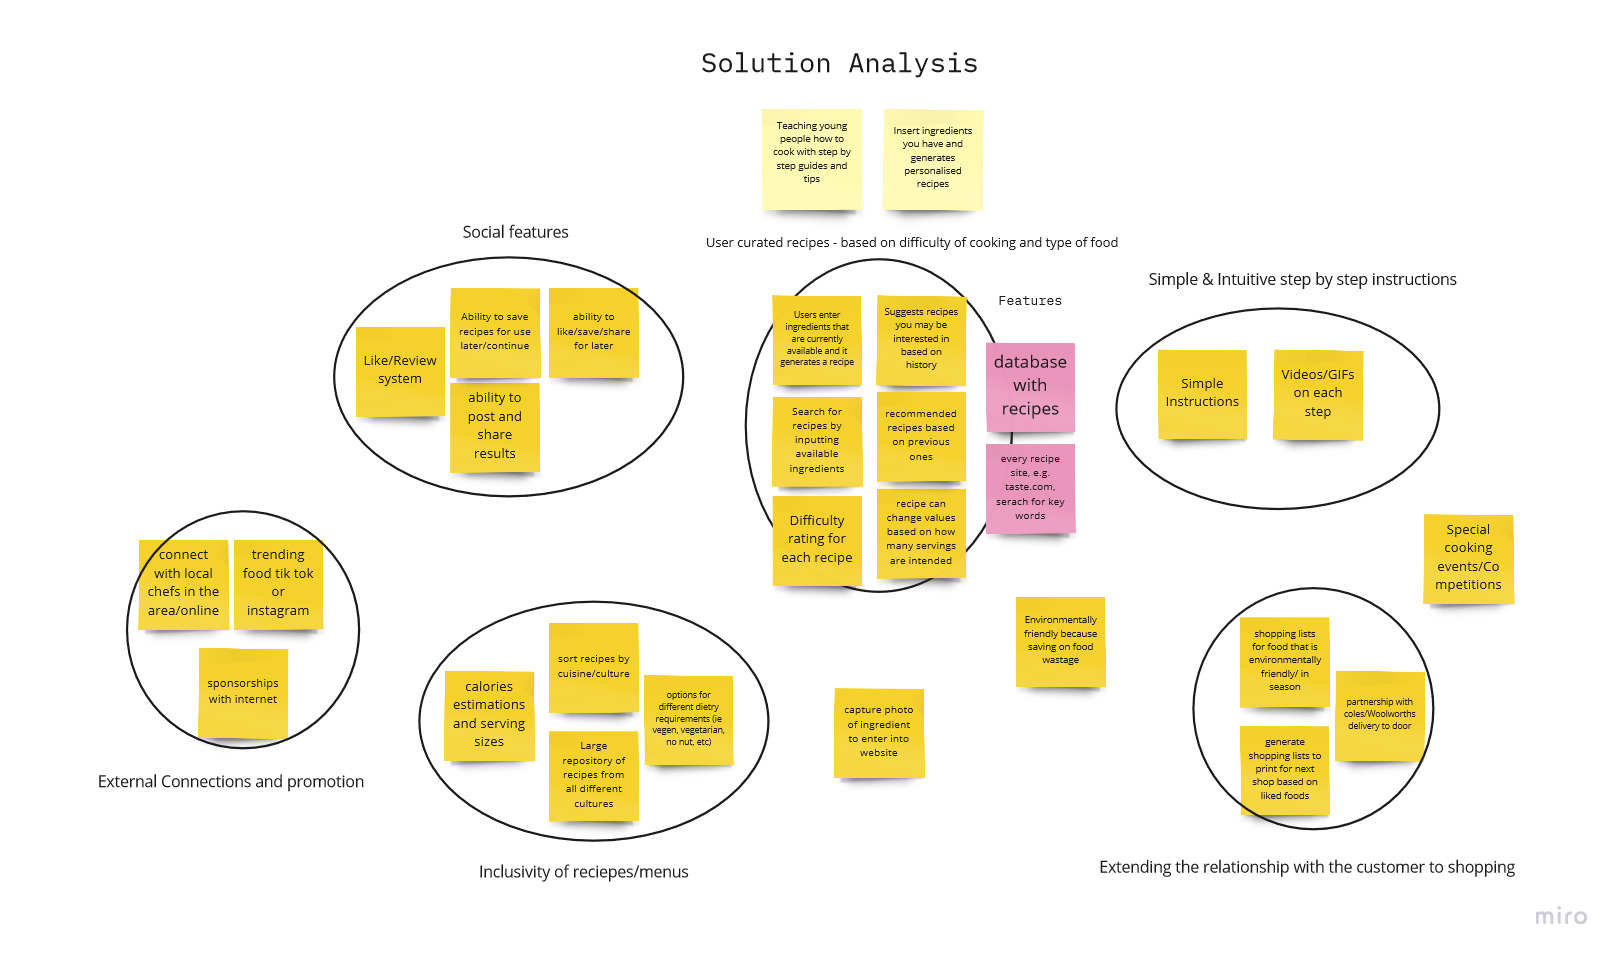 Solution Analysis
Teaching young
people how to
cook with step by
step guides and
tips
Insert ingredients
you have and
generates
personalised
recipes
Social features
Like/Review
system
Ability to save
recipes for use
later/continue
ability to
like/save/share
for later
ability to
post and
share
results
User curated recipes - based on difficulty of cooking and type of food
Users enter
ingredients that
are currently
available and it
generates a recipe
Suggests recipes
you may be
interested in
based on
history
Search for
recipes by
inputting
available
ingredients
recommended
recipes based
on previous
ones
Difficulty
rating for
each recipe
recipe can
change values
based on how
many servings
are intended
Features
database
with
recipes
every recipe
site, e.g.
taste.com,
serach for key
words
Simple & Intuitive step by step instructions
Simple
Instructions
Videos/GIFs
on each
step
connect
with local
chefs in the
area/online
trending
food tik tok
or
instagram
sponsorships
with internet
External Connections and promotion
calories
estimations
and serving
sizes
sort recipes by
cuisine/culture
options for
different dietry
requirements (ie
vegen, vegetarian,
no nut, etc)
Large
repository of
recipes from
all different
cultures
Inclusivity of reciepes/menus
capture photo
of ingredient
to enter into
website
Environmentally
friendly because
saving on food
wastage
Special
cooking
events/Co
mpetitions
shopping lists
for food that is
environmentally
friendly/ in
season
partnership with
coles/Woolworths
delivery to door
generate
shopping lists to
print for next
shop based on
liked foods
Extending the relationship with the customer to shopping
miro